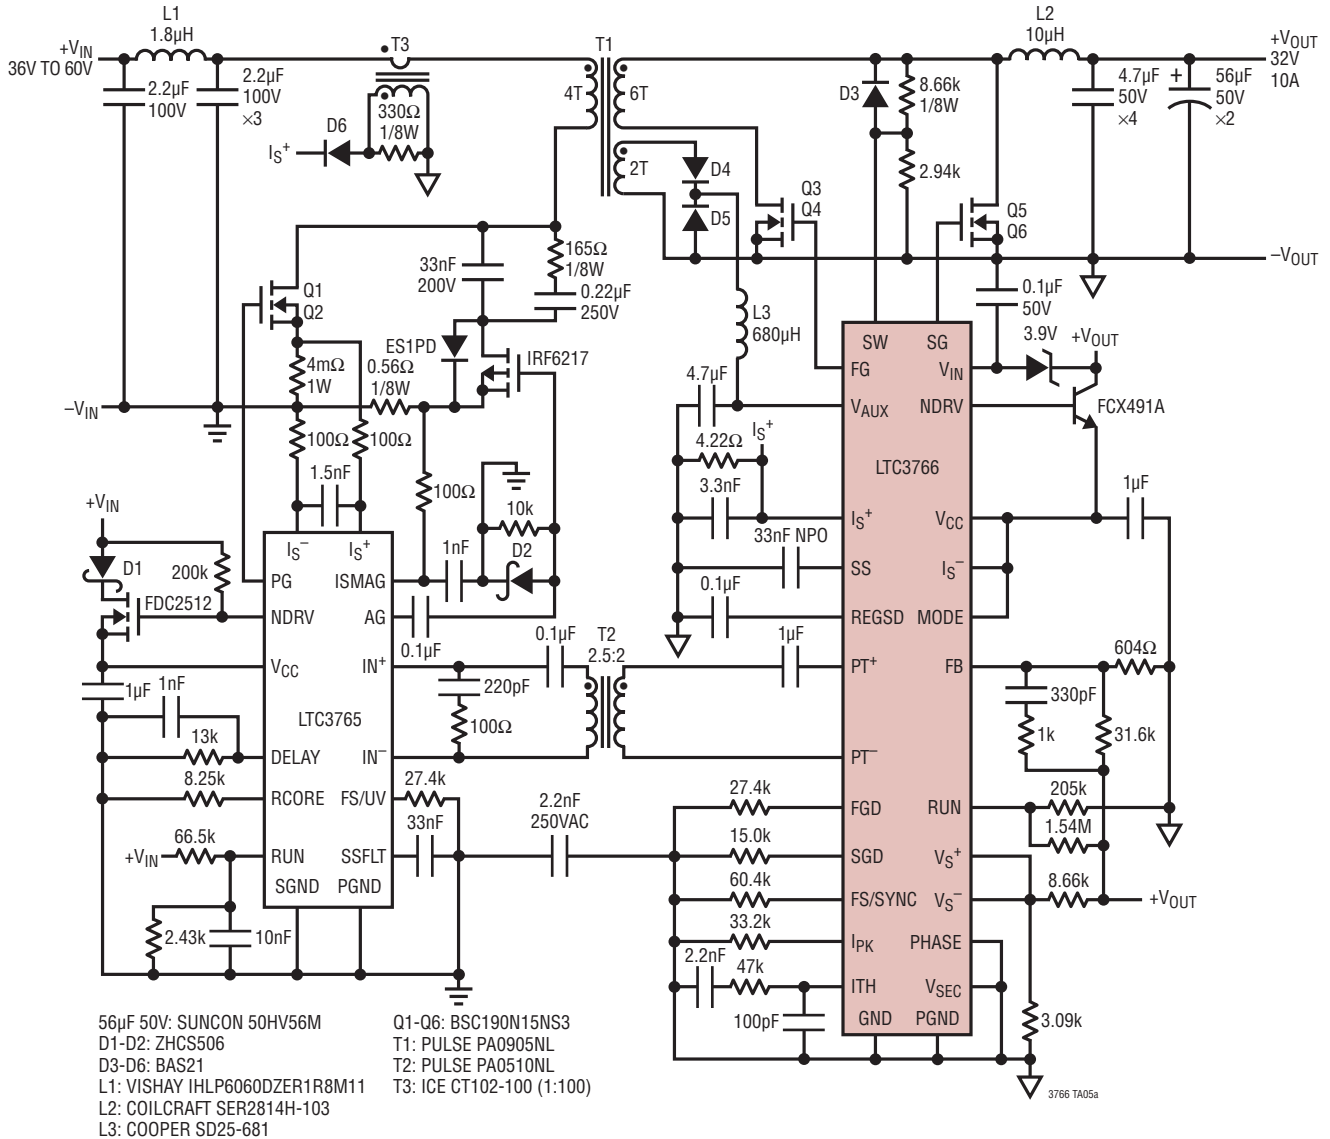 L1
1.8µH
+VIN
36V TO 60V
2.2µF
100V
2.2µF
100V
×3
T3
330Ω
1/8W
D6
IS+
T1
4T
6T
2T
D4
D5
D3
8.66k
1/8W
2.94k
L2
10µH
+VOUT
32V
10A
4.7µF
50V
×4
+
56µF
50V
×2
Q3
Q4
Q5
Q6
–VOUT
33nF
200V
165Ω
1/8W
0.22µF
250V
Q1
Q2
4mΩ
1W
ES1PD
0.56Ω
1/8W
IRF6217
–VIN
100Ω
100Ω
1.5nF
100Ω
10k
1nF
D2
L3
680µH
0.1µF
50V
3.9V
+VOUT
FCX491A
4.7µF
4.22Ω
IS+
3.3nF
33nF NPO
0.1µF
1µF
SW
SG
FG
VIN
VAUX
NDRV
LTC3766
IS+
VCC
SS
IS–
REGSD
MODE
PT+
FB
PT–
FGD
RUN
SGD
VS+
FS/SYNC
VS–
IPK
PHASE
ITH
VSEC
GND
PGND
+VIN
D1
200k
FDC2512
IS–
IS+
PG
ISMAG
NDRV
AG
VCC
IN+
LTC3765
DELAY
IN–
RCORE
FS/UV
RUN
SSFLT
SGND
PGND
0.1µF
0.1µF
T2
2.5:2
1µF
220pF
100Ω
1µF
1nF
13k
8.25k
66.5k
+VIN
2.43k
10nF
27.4k
33nF
2.2nF
250VAC
27.4k
15.0k
60.4k
33.2k
2.2nF
47k
100pF
604Ω
330pF
1k
31.6k
205k
1.54M
8.66k
+VOUT
3.09k
56µF 50V: SUNCON 50HV56M
D1-D2: ZHCS506
D3-D6: BAS21
L1: VISHAY IHLP6060DZER1R8M11
L2: COILCRAFT SER2814H-103
L3: COOPER SD25-681
Q1-Q6: BSC190N15NS3
T1: PULSE PA0905NL
T2: PULSE PA0510NL
T3: ICE CT102-100 (1:100)
3766 TA05a